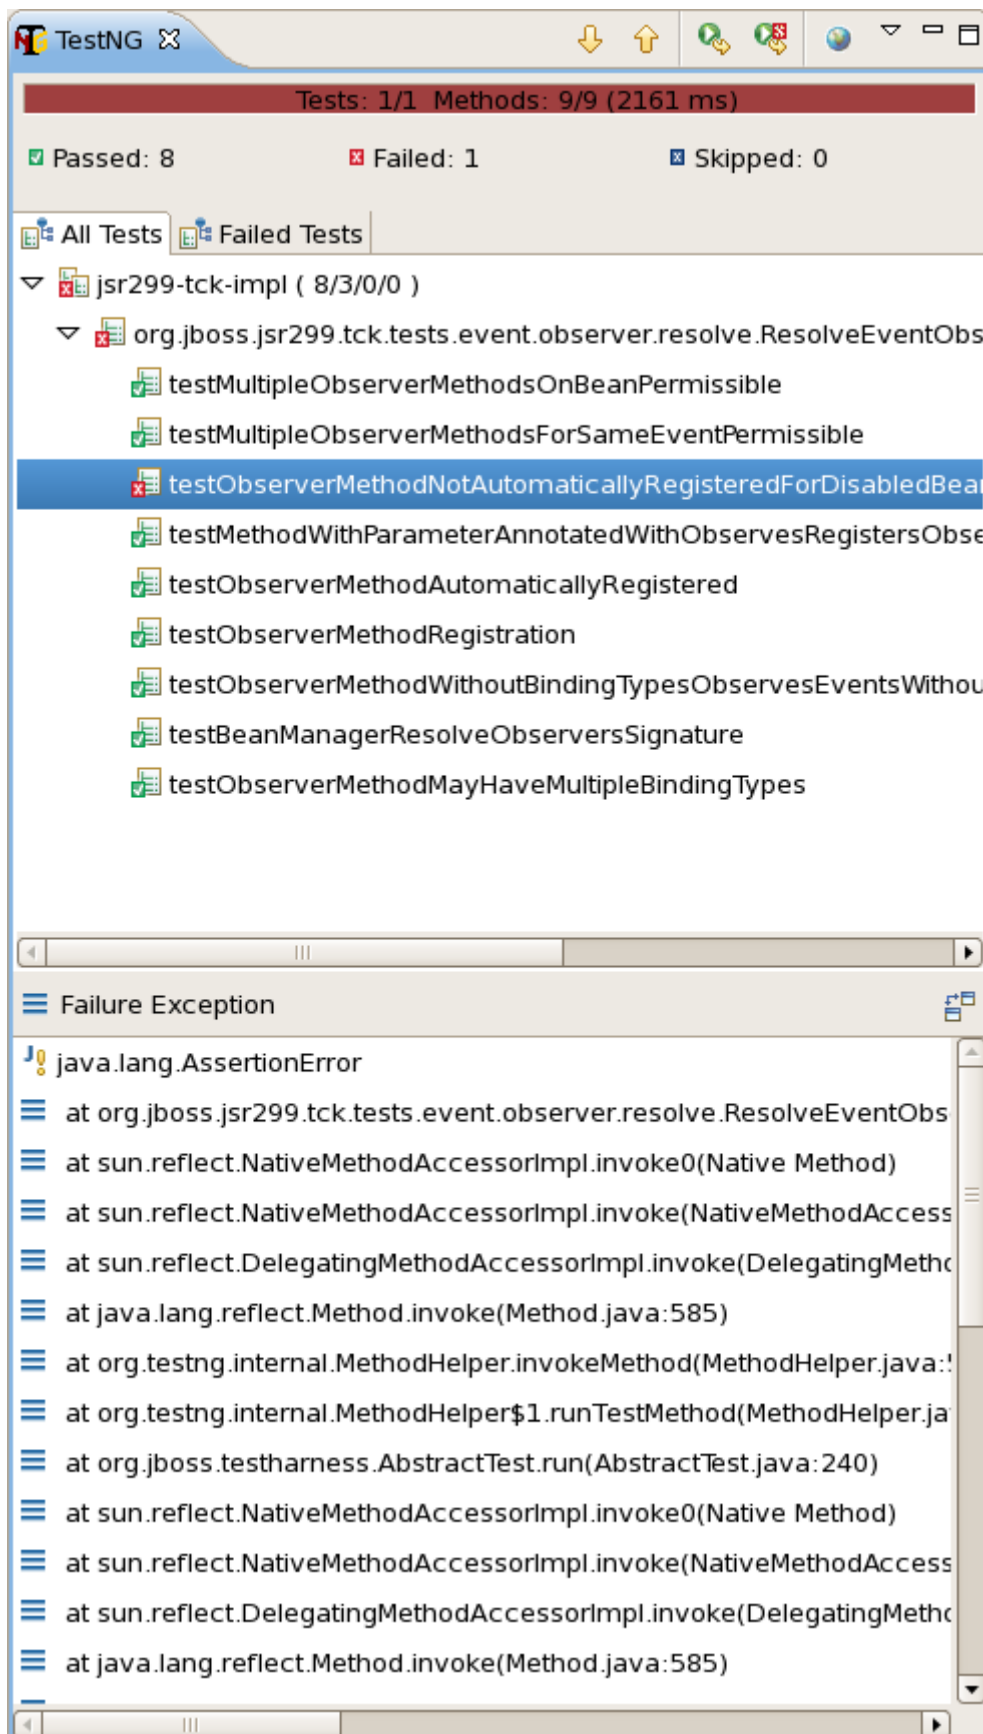 TestNG
Tests: 1/1 Methods: 9/9 (2161 ms)
Passed: 8 Failed: 1 Skipped: 0
All Tests Failed Tests
jsr299-tck-impl ( 8/3/0/0 )
org.jboss.jsr299.tck.tests.event.observer.resolve.ResolveEventObs
testMultipleObserverMethodsOnBeanPermissible
testMultipleObserverMethodsForSameEventPermissible
testObserverMethodNotAutomaticallyRegisteredForDisabledBea
testMethodWithParameterAnnotatedWithObservesRegistersObse
testObserverMethodAutomaticallyRegistered
testObserverMethodRegistration
testObserverMethodWithoutBindingTypesObservesEventsWithou
testBeanManagerResolveObserversSignature
testObserverMethodMayHaveMultipleBindingTypes
Failure Exception
java.lang.AssertionError
at org.jboss.jsr299.tck.tests.event.observer.resolve.ResolveEventObs
at sun.reflect.NativeMethodAccessorImpl.invoke0(Native Method)
at sun.reflect.NativeMethodAccessorImpl.invoke(NativeMethodAccess
at sun.reflect.DelegatingMethodAccessorImpl.invoke(DelegatingMetho
at java.lang.reflect.Method.invoke(Method.java:585)
at org.testng.internal.MethodHelper.invokeMethod(MethodHelper.java:5
at org.testng.internal.MethodHelper$1.runTestMethod(MethodHelper.ja
at org.jboss.testharness.AbstractTest.run(AbstractTest.java:240)
at sun.reflect.NativeMethodAccessorImpl.invoke0(Native Method)
at sun.reflect.NativeMethodAccessorImpl.invoke(NativeMethodAccess
at sun.reflect.DelegatingMethodAccessorImpl.invoke(DelegatingMetho
at java.lang.reflect.Method.invoke(Method.java:585)